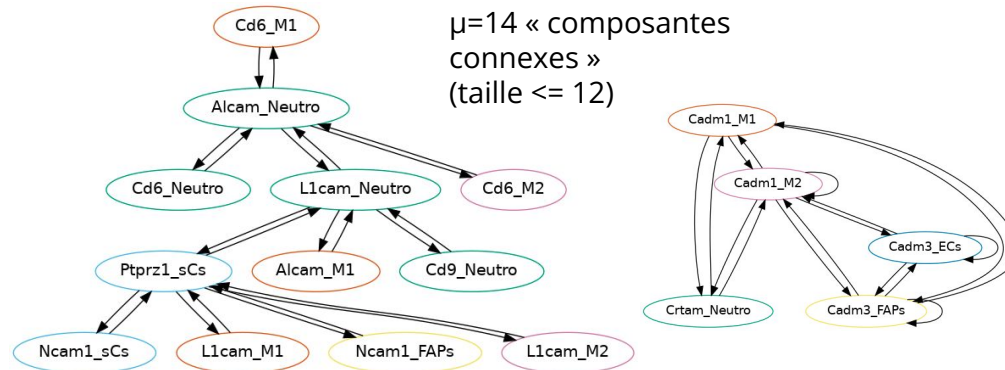 µ=14 « composantes
connexes »
(taille <= 12)
Cd6_M1
Alcam_Neutro
Cd6_Neutro
L1cam_Neutro
Cd6_M2
Ptprz1_sCs
Alcam_M1
Cd9_Neutro
Ncam1_sCs
L1cam_M1
Ncam1_FAPs
L1cam_M2
Cadm1_M1
Cadm1_M2
Cadm3_ECs
Crtam_Neutro
Cadm3_FAPs